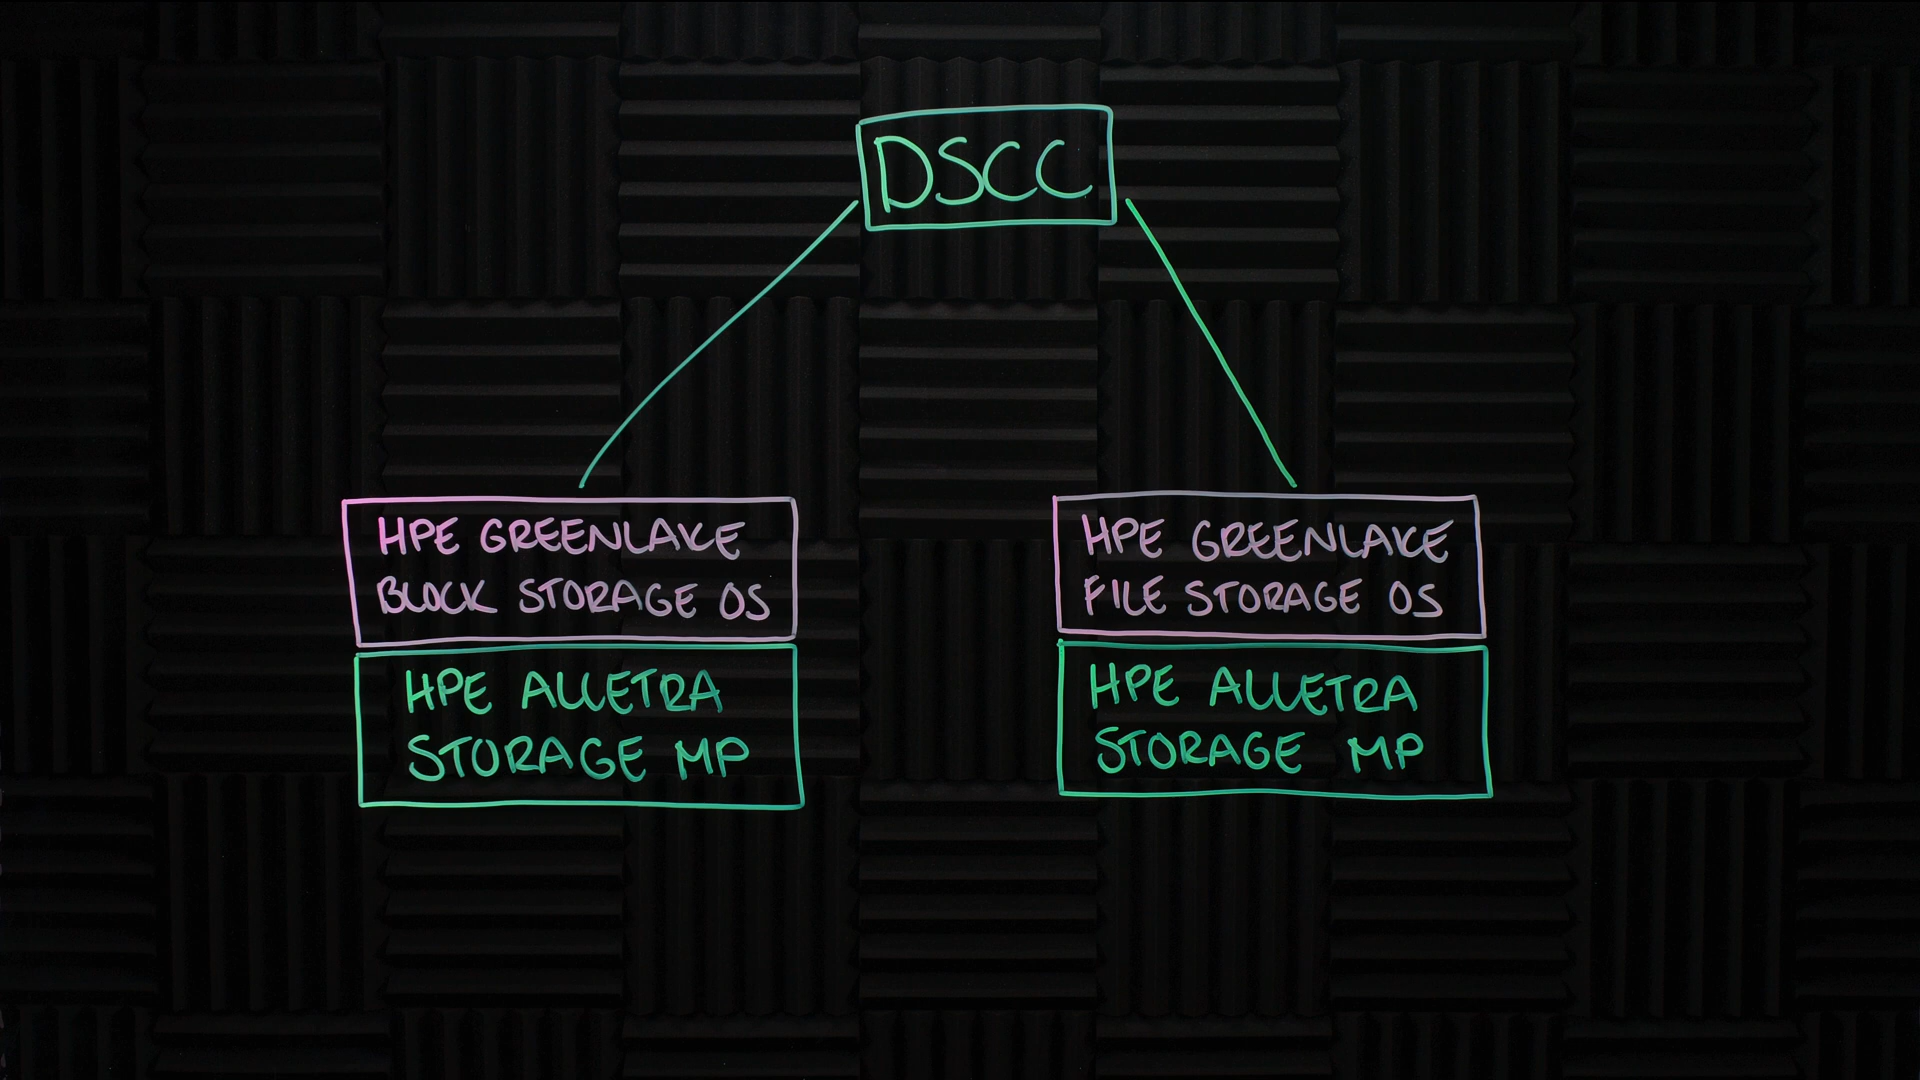 DSCC
HPE GREENLAKE
BLOCK STORAGE OS
HPE ALLETRA
STORAGE MP
HPE GREENLAKE
FILE STORAGE OS
HPE ALLETRA
STORAGE MP